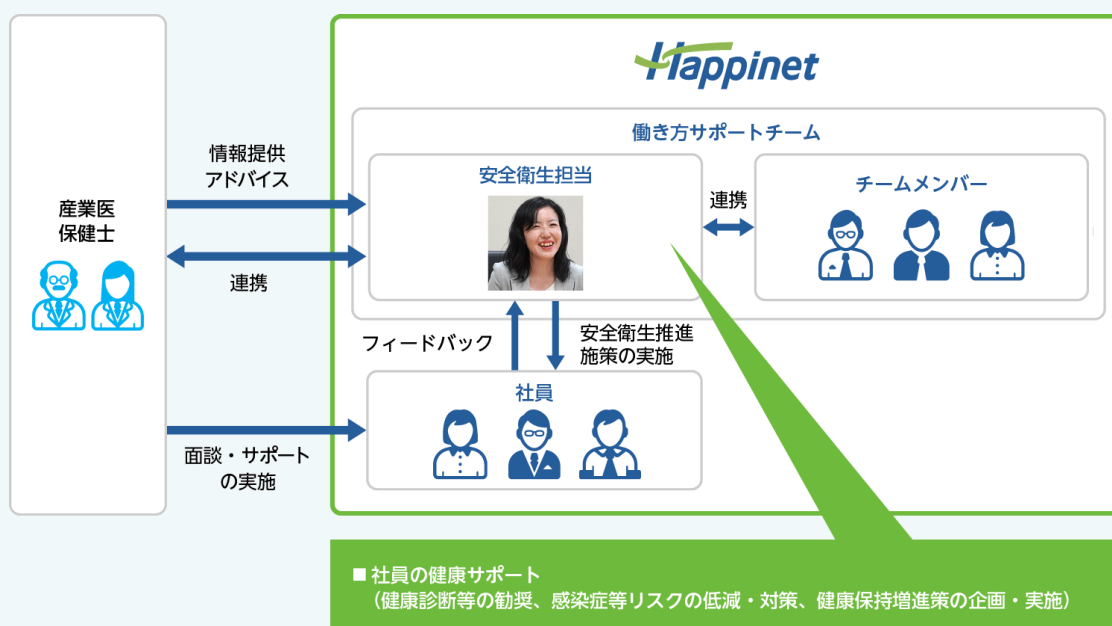 Happinet
働き方サポートチーム
安全衛生担当
連携
チームメンバー
情報提供
アドバイス
産業医
保健士
連携
フィードバック
安全衛生推進
施策の実施
社員
面談・サポート
の実施
■ 社員の健康サポート
（健康診断等の勧奨、感染症等リスクの低減・対策、健康保持増進策の企画・実施）